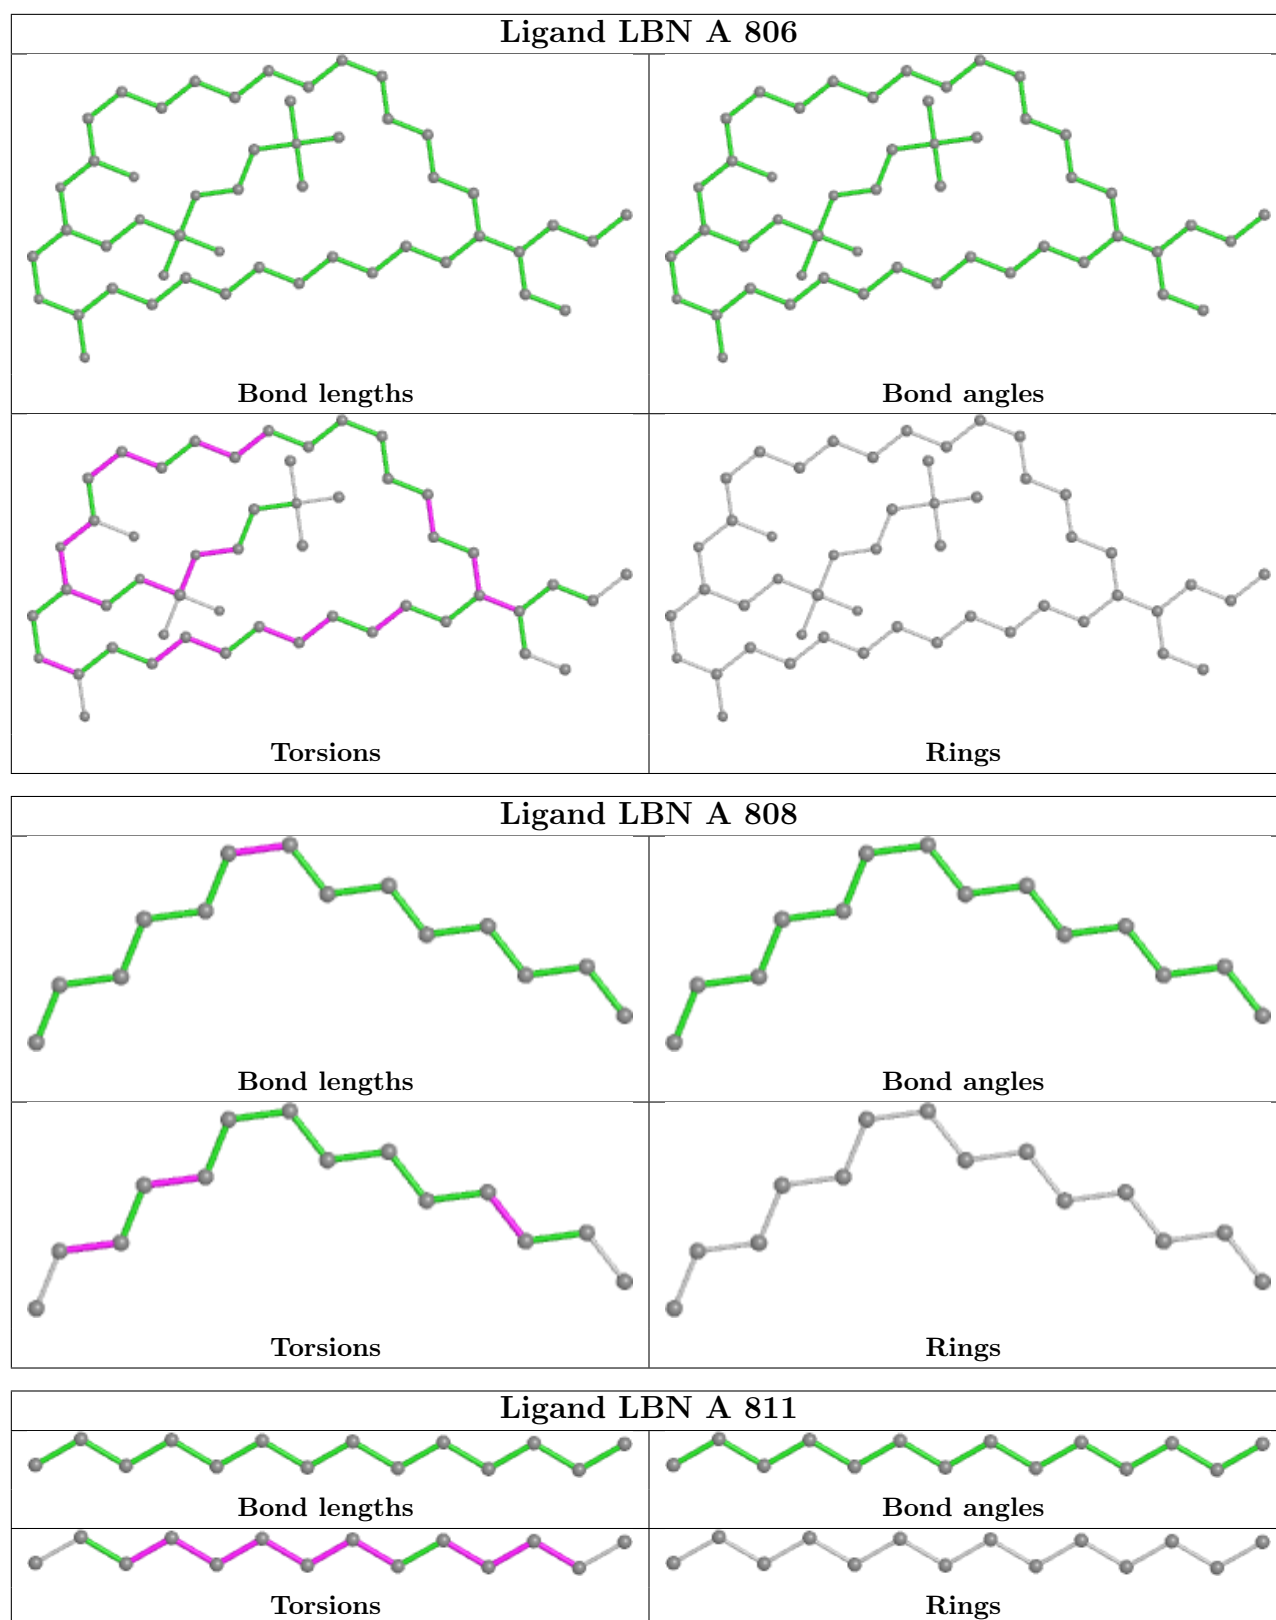 Ligand LBN A 806
Bond lengths
Bond angles
Torsions
Rings
Ligand LBN A 808
Bond lengths
Bond angles
Torsions
Rings
Ligand LBN A 811
Bond lengths
Bond angles
Torsions
Rings